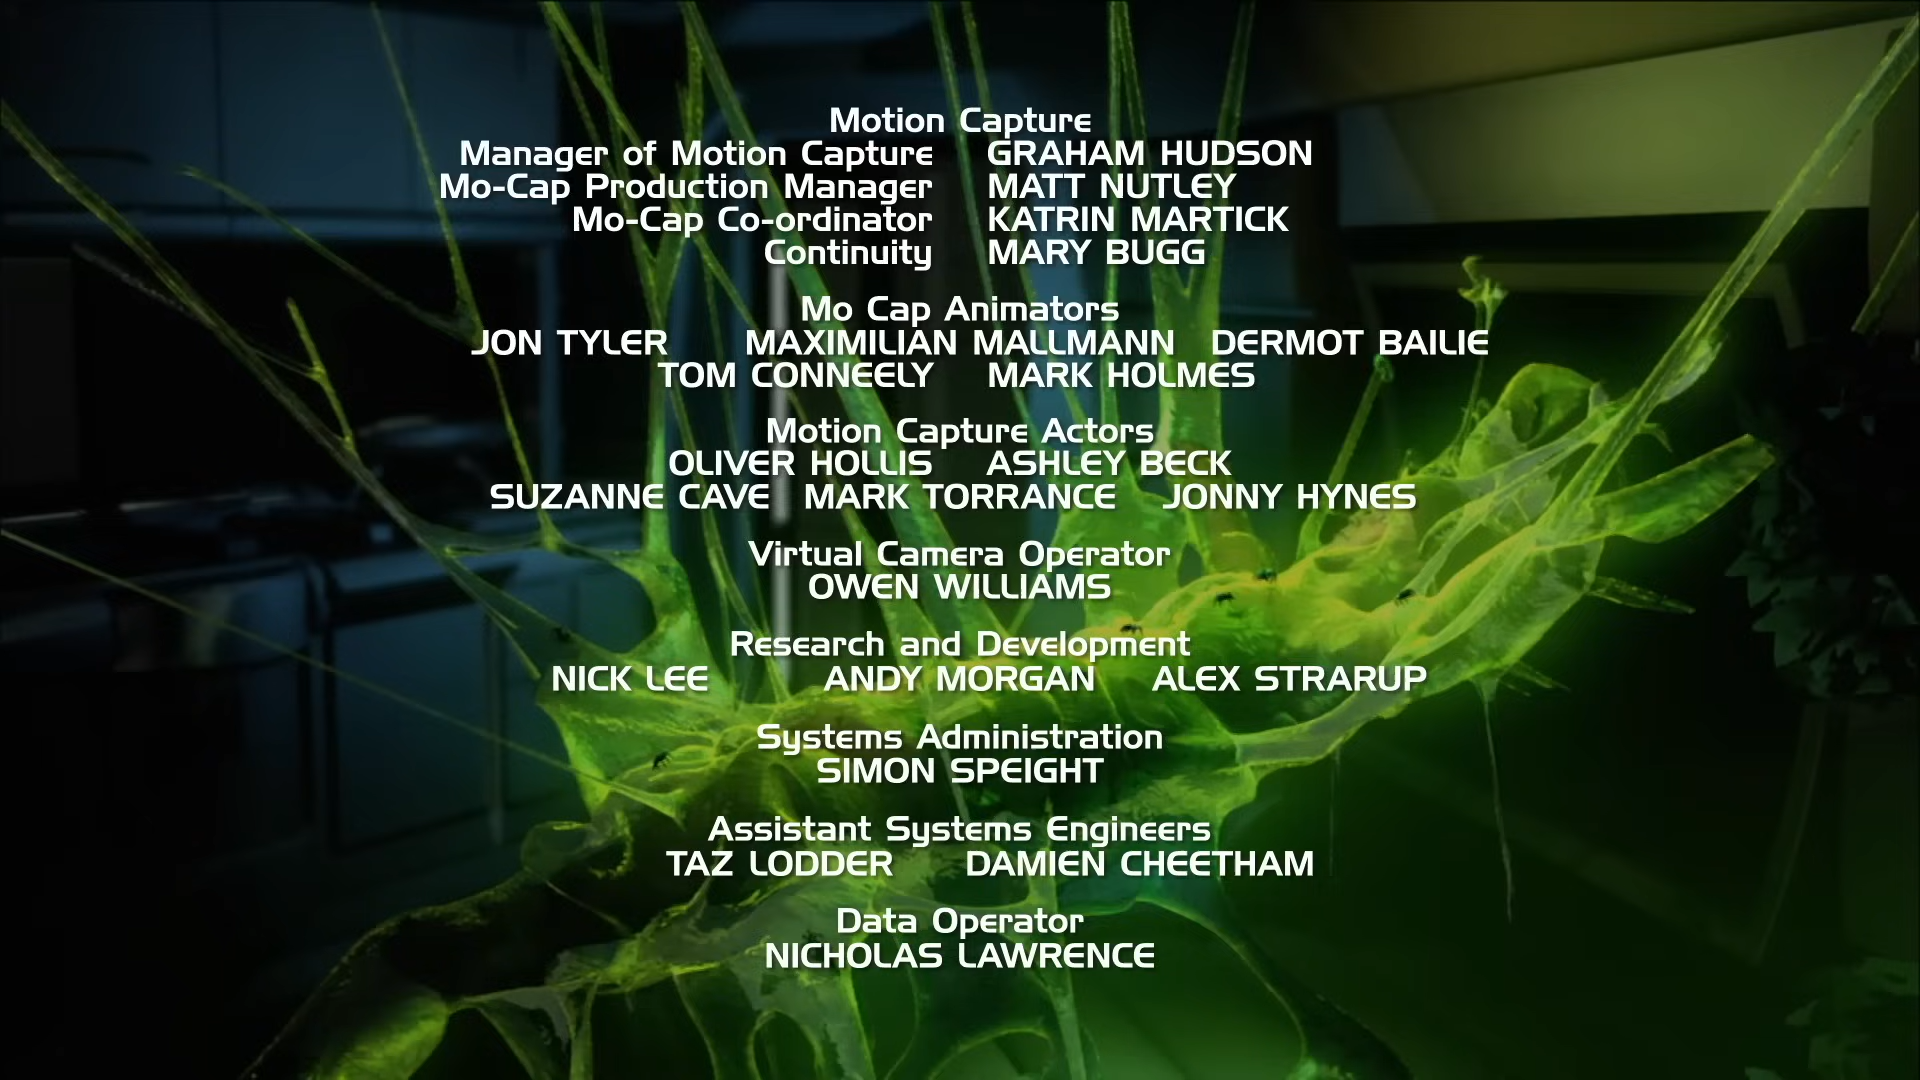 Motion Capture
Manager of Motion Capture GRAHAM HUDSON
Mo-Cap Production Manager MATT NUTLEY
Mo-Cap Co-ordinator KATRIN MARTICK
Continuity MARY BUGG
Mo Cap Animators
JON TYLER MAXIMILIAN MALLMANN DERMOT BAILIE
TOM CONNEELY MARK HOLMES
Motion Capture Actors
OLIVER HOLLIS ASHLEY BECK
SUZANNE CAVE MARK TORRANCE JONNY HYNES
Virtual Camera Operator
OWEN WILLIAMS
Research and Development
NICK LEE ANDY MORGAN ALEX STRARUP
Systems Administration
SIMON SPEIGHT
Assistant Systems Engineers
TAZ LODDER DAMIEN CHEETHAM
Data Operator
NICHOLAS LAWRENCE